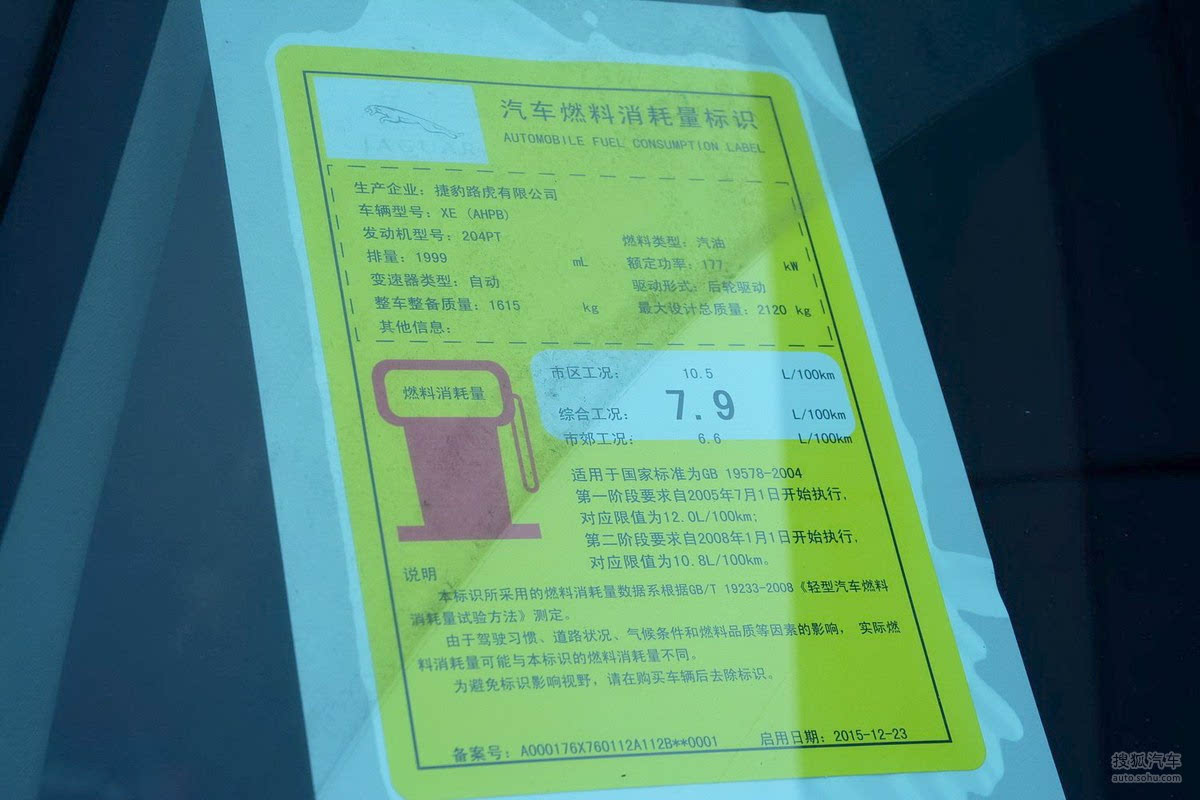 汽车燃料消耗量标识
AUTOMOBILE FUEL CONSUMPTION LABEL
生产企业：捷豹路虎有限公司
车辆型号：XE (AHPB)
发动机型号：204PT 燃料类型：汽油
排量：1999 mL 额定功率：177 kW
变速器类型：自动 驱动形式：后轮驱动
整车整备质量：1615 kg 最大设计总质量：2120 kg
其他信息：
燃料消耗量
市区工况： 10.5 L/100km
综合工况： 7.9 L/100km
市郊工况： 6.6 L/100km
适用于国家标准为GB 19578-2004
第一阶段要求自2005年7月1日开始执行，
对应限值为12.0L/100km；
第二阶段要求自2008年1月1日开始执行，
对应限值为10.8L/100km。
说明
本标识所采用的燃料消耗量数据系根据GB/T 19233-2008《轻型汽车燃料
消耗量试验方法》测定。
由于驾驶习惯、道路状况、气候条件和燃料品质等因素的影响， 实际燃
料消耗量可能与本标识的燃料消耗量不同。
为避免标识影响视野，请在购买车辆后去除标识。
备案号：A000176X760112A112B**0001 启用日期：2015-12-23
搜狐汽车
auto.sohu.com